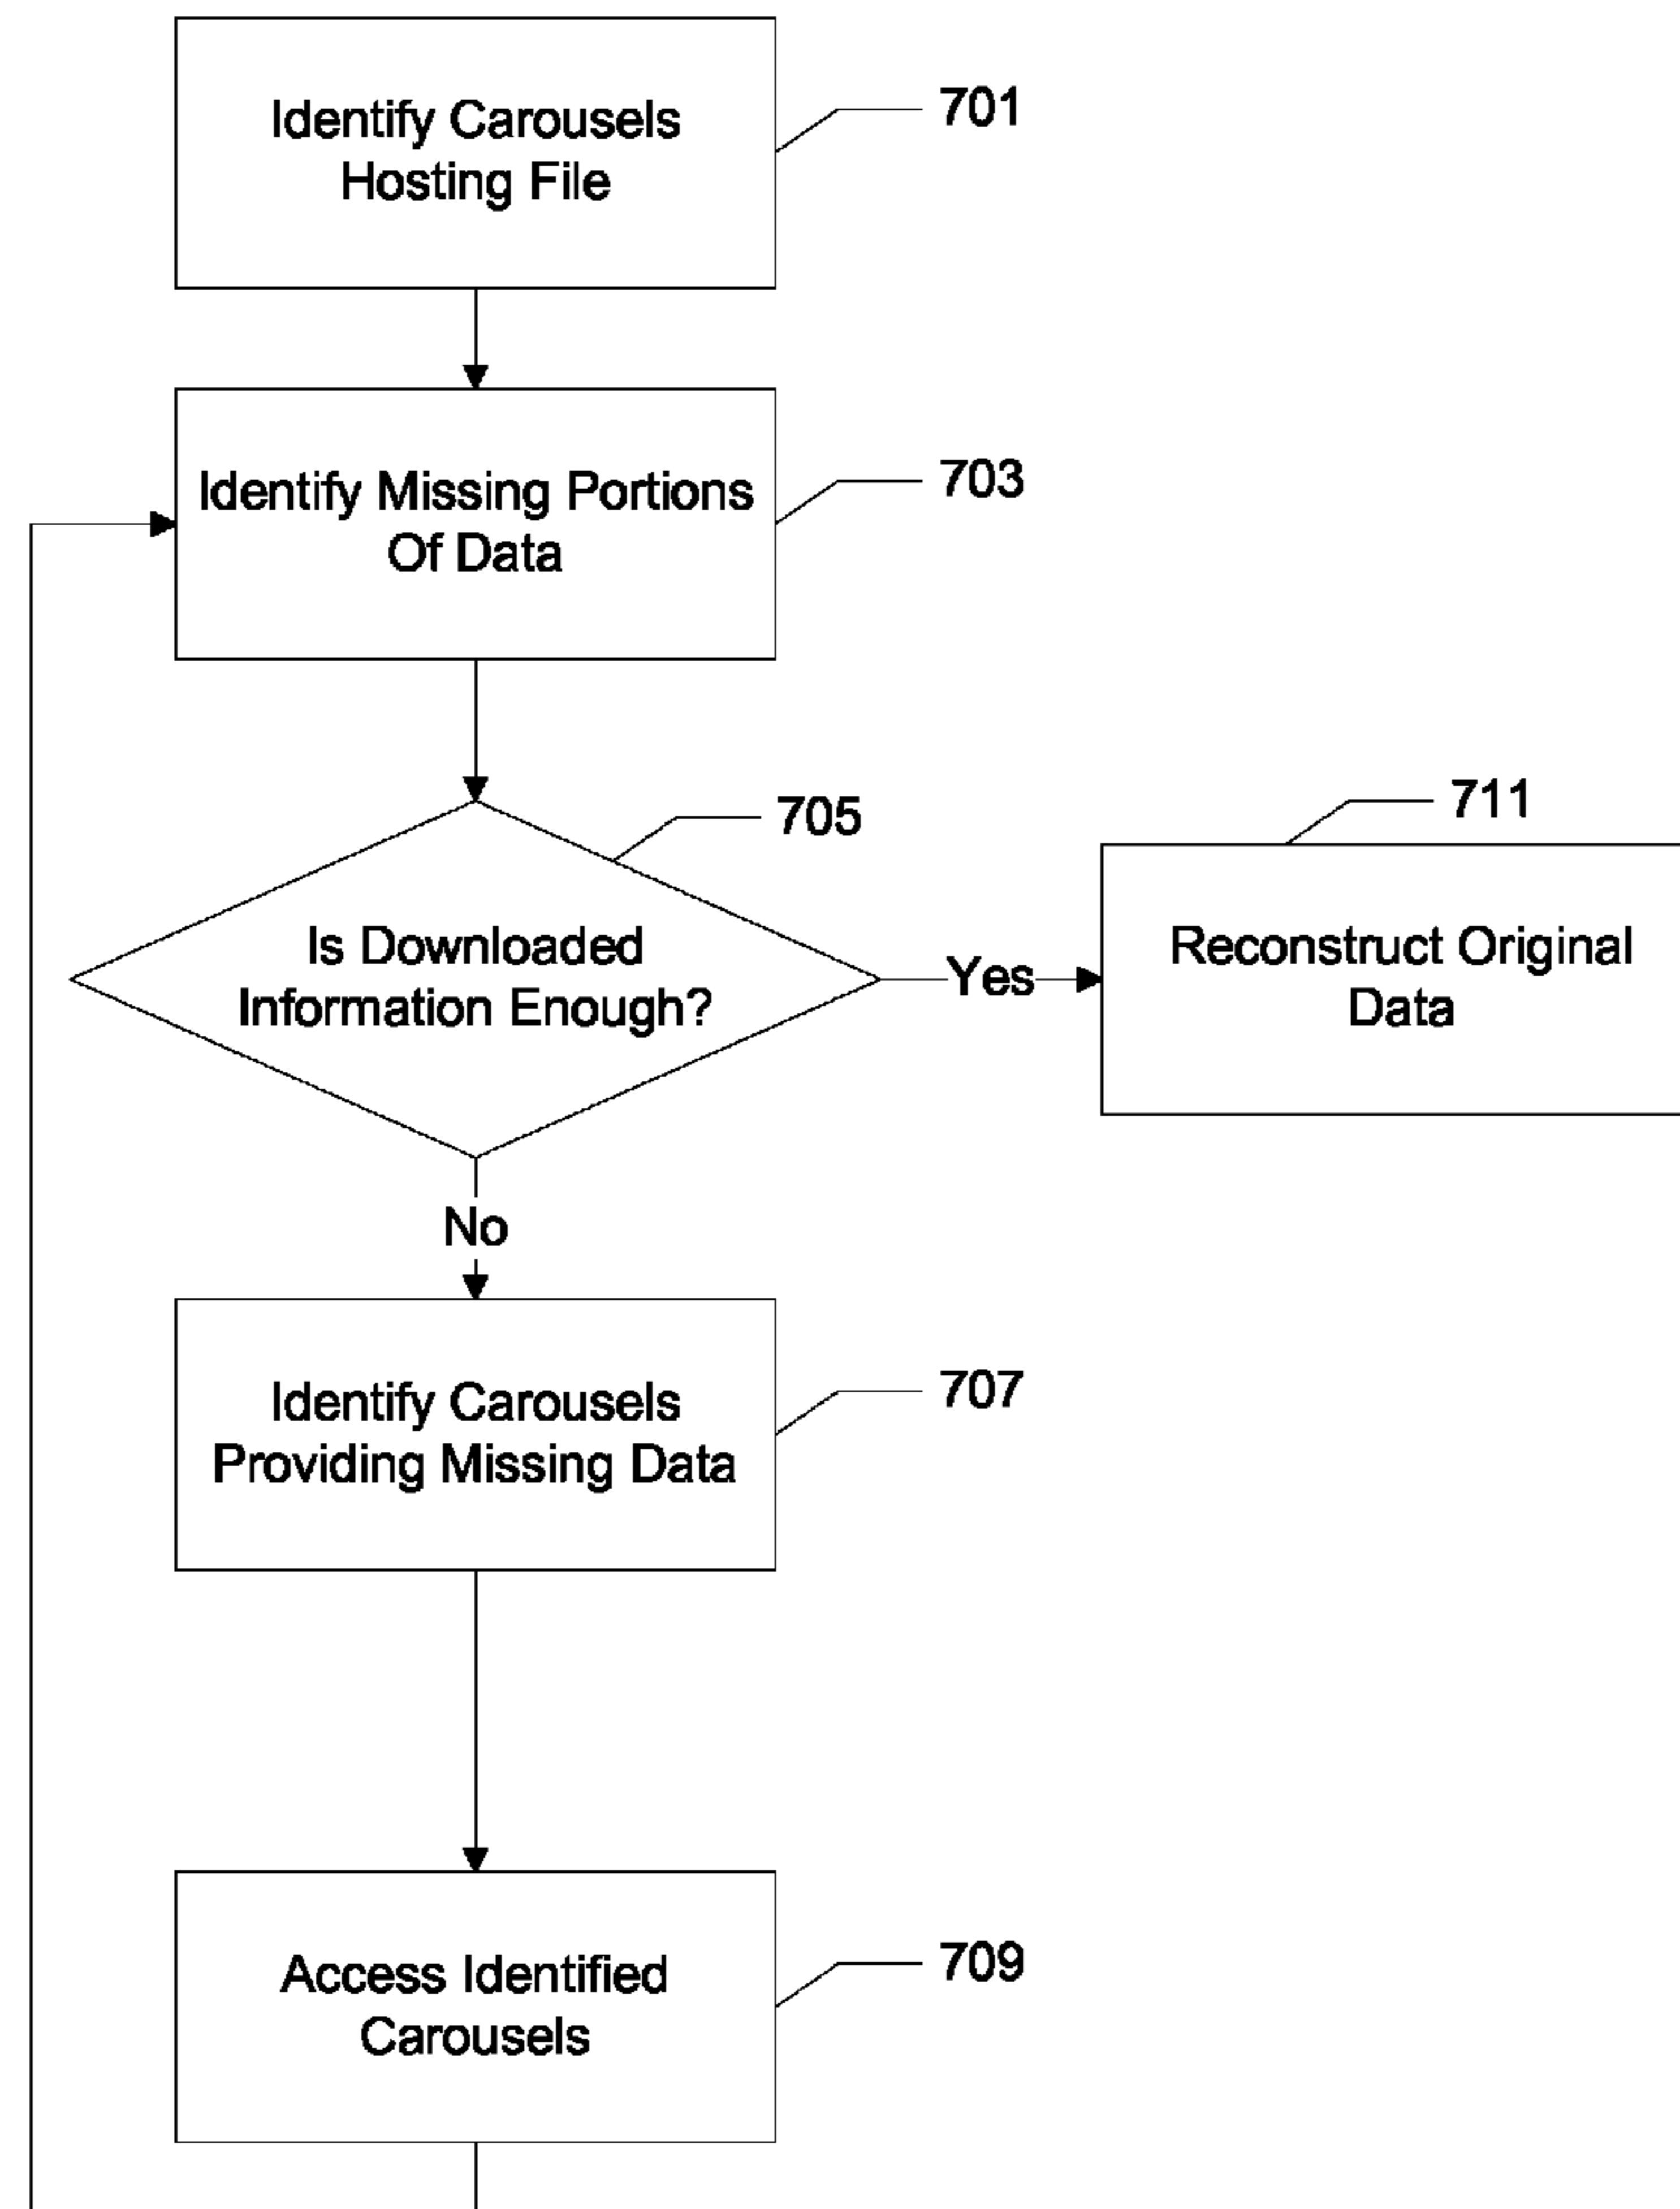 Identify Carousels
Hosting File
701
Identify Missing Portions
Of Data
703
705
Is Downloaded
Information Enough?
Yes
711
Reconstruct Original
Data
No
Identify Carousels
Providing Missing Data
707
Access Identified
Carousels
709